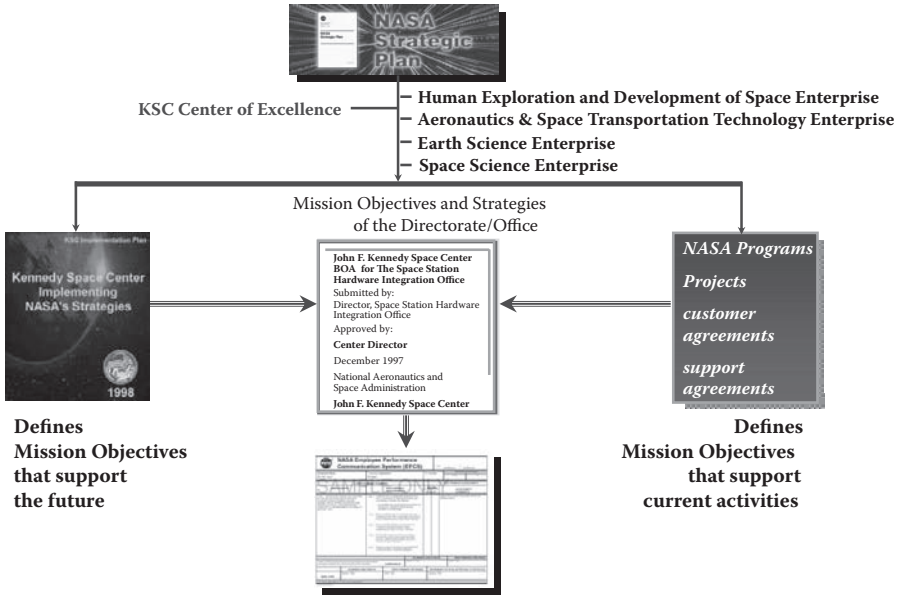 NASA
Strategic
Plan
KSC Center of Excellence
Human Exploration and Development of Space Enterprise
Aeronautics & Space Transportation Technology Enterprise
Earth Science Enterprise
Space Science Enterprise
Mission Objectives and Strategies
of the Directorate/Office
KSC Implementation Plan
Kennedy Space Center
Implementing
NASA's Strategies
1998
Defines
Mission Objectives
that support
the future
John F. Kennedy Space Center
BOA for The Space Station
Hardware Integration Office
Submitted by:
Director, Space Station Hardware
Integration Office
Approved by:
Center Director
December 1997
National Aeronautics and
Space Administration
John F. Kennedy Space Center
NASA Programs
Projects
customer
agreements
support
agreements
Defines
Mission Objectives
that support
current activities
NASA Employee Performance
Communication System (EPCS)
SAMPLE ONLY